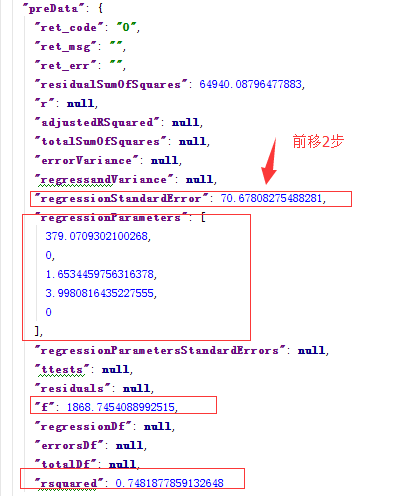 "preData": {
"ret_code": "0",
"ret_msg": "",
"ret_err": "",
"residualSumOfSquares": 64940.08796477883,
"r": null,
"adjustedRSquared": null,
"totalSumOfSquares": null,
"errorVariance": null,
前移2步
"regressandVariance": null,
"regressionStandardError": 70.67808275488281,
"regressionParameters": [
379.0709302100268,
0,
1.6534459756316378,
3.9980816435227555,
0
],
"regressionParametersStandardErrors": null,
"ttests": null,
"residuals": null,
"f": 1868.7454088992515,
"regressionDf": null,
"errorsDf": null,
"totalDf": null,
"rsquared": 0.7481877859132648